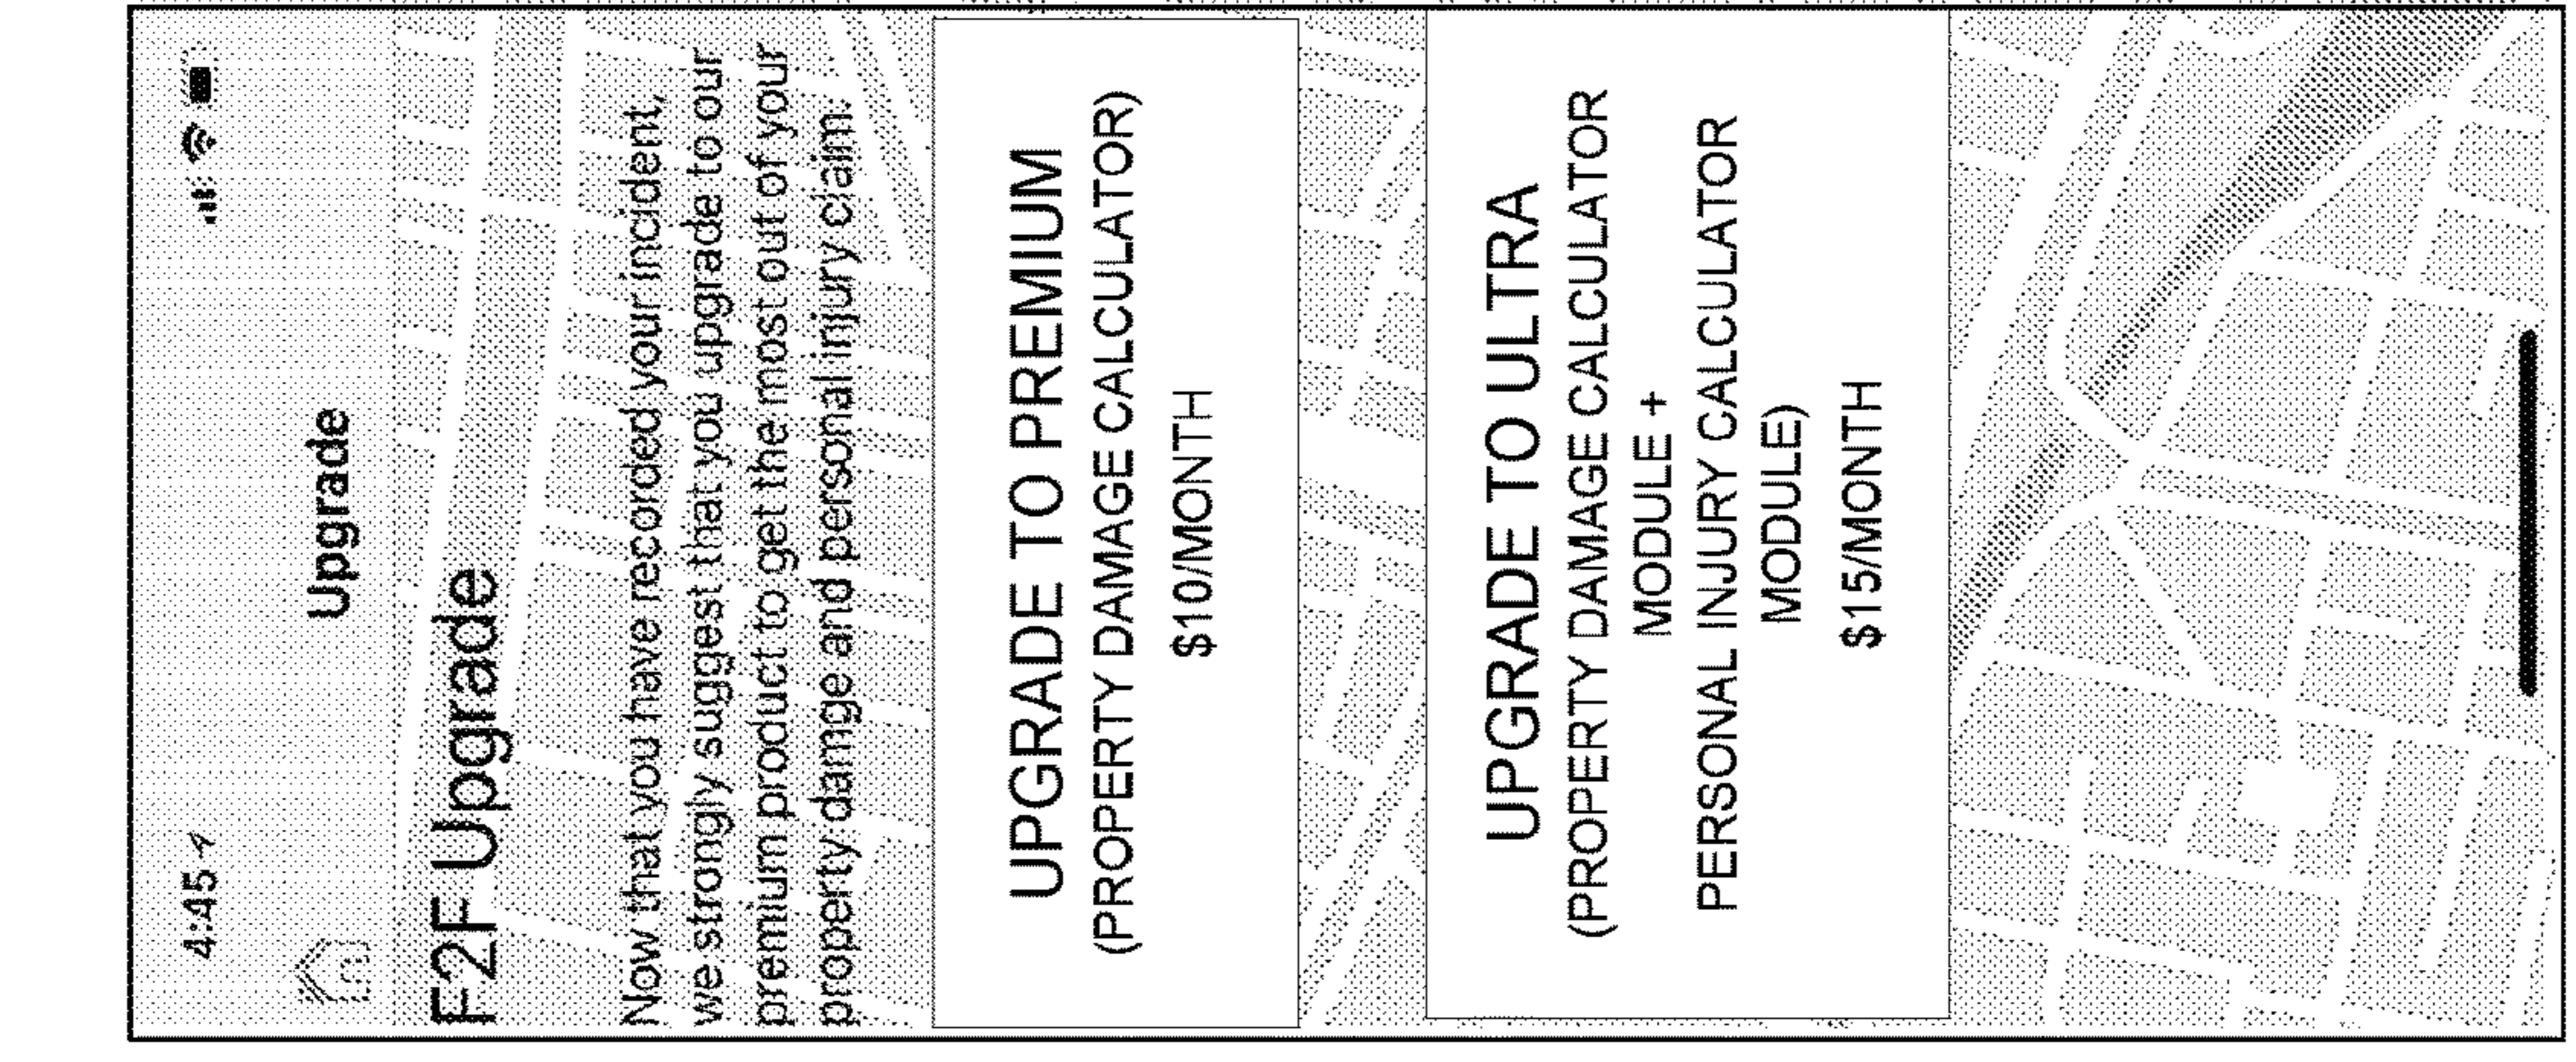 4:45
Upgrade
F2F Upgrade
Now that you have recorded your incident,
we strongly suggest that you upgrade to our
premium product to get the most out of your
property damge and personal injury claim.
UPGRADE TO PREMIUM
(PROPERTY DAMAGE CALCULATOR)
$10/MONTH
UPGRADE TO ULTRA
(PROPERTY DAMAGE CALCULATOR
MODULE +
PERSONAL INJURY CALCULATOR
MODULE)
$15/MONTH